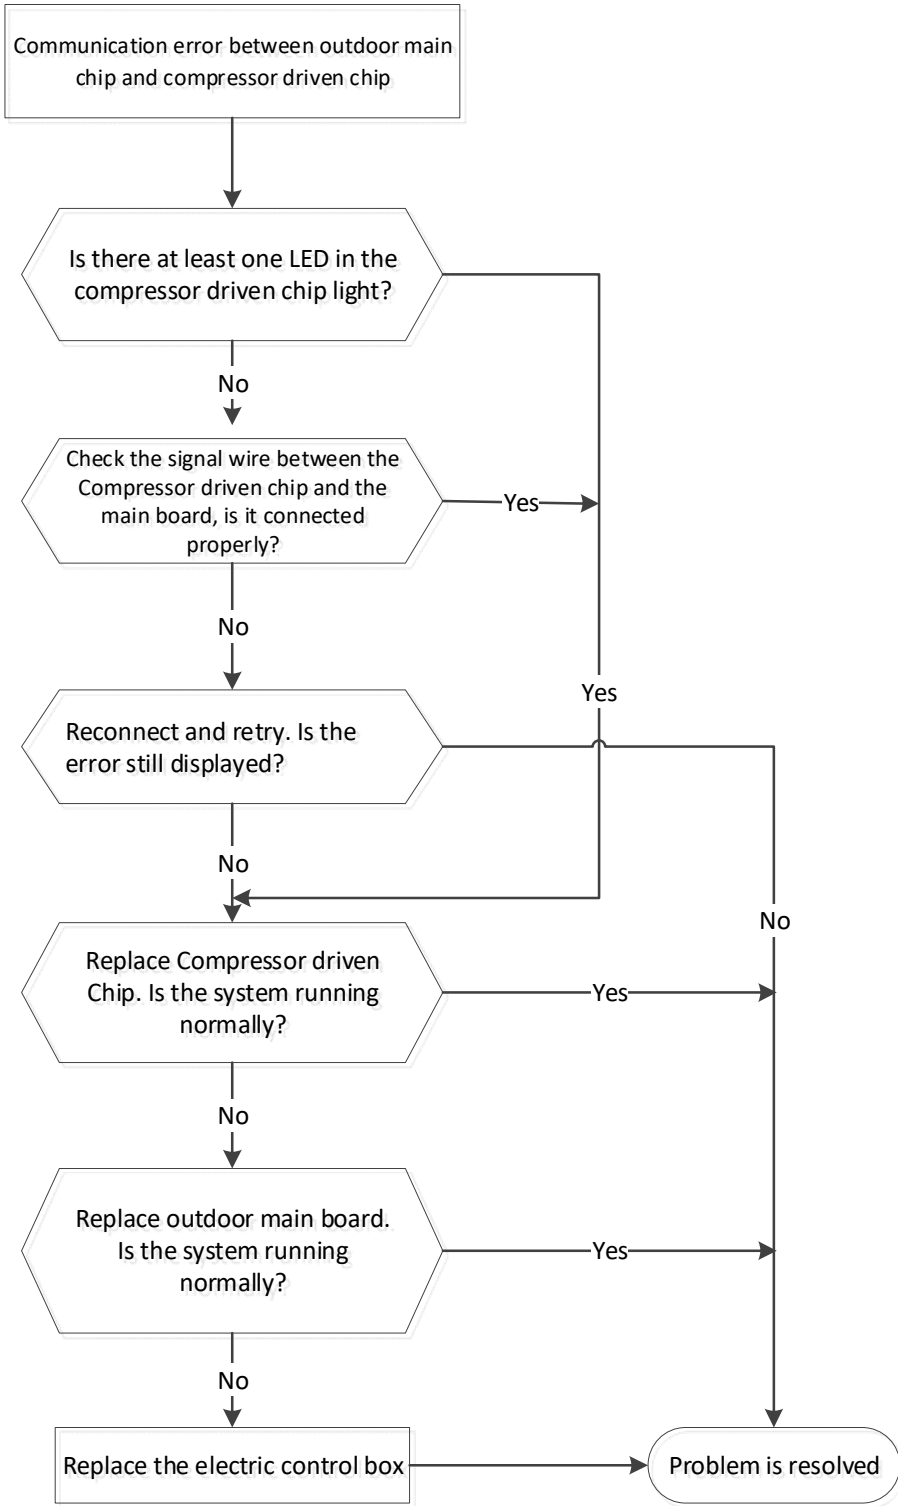 Communication error between outdoor main
chip and compressor driven chip
Is there at least one LED in the
compressor driven chip light?
No
Check the signal wire between the
Compressor driven chip and the
main board, is it connected
properly?
Yes
No
Yes
Reconnect and retry. Is the
error still displayed?
No
No
Replace Compressor driven
Chip. Is the system running
normally?
Yes
No
Replace outdoor main board.
Is the system running
normally?
Yes
No
Replace the electric control box
Problem is resolved